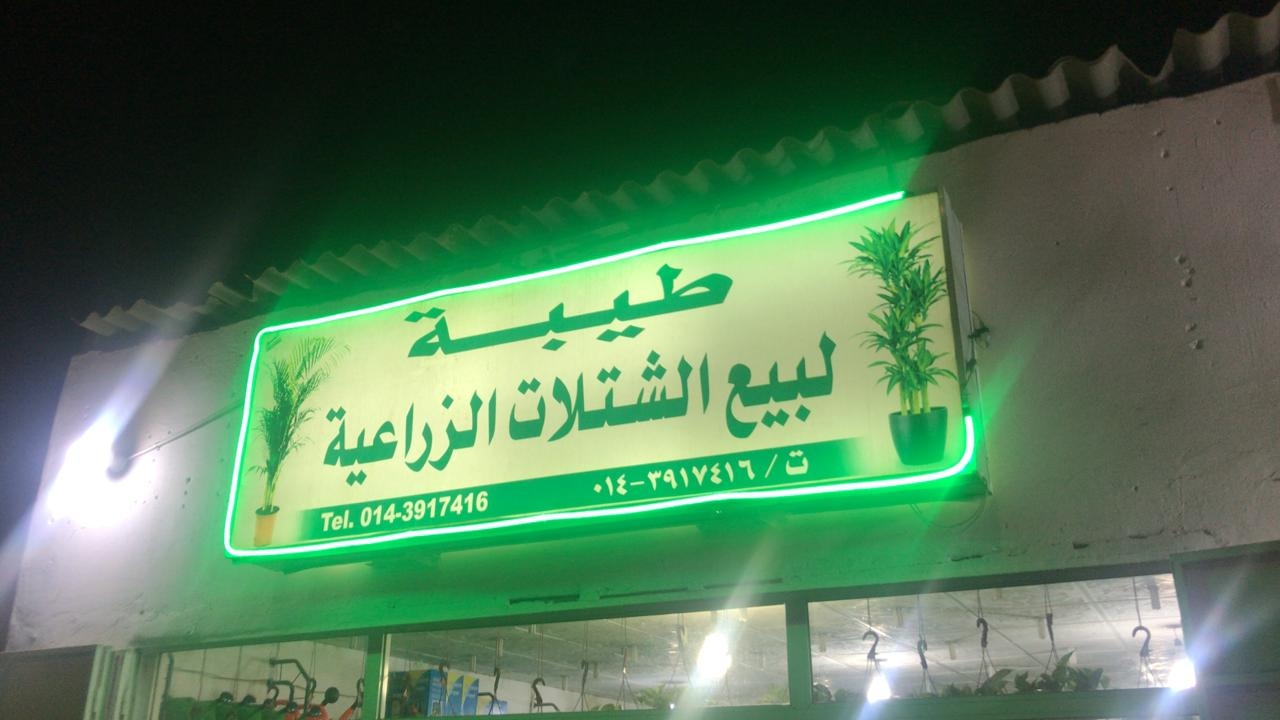 طيبة
لبيع الشتلات الزراعية
ت / ٣٩١٧٤١٦-٠١٤
Tel. 014-3917416